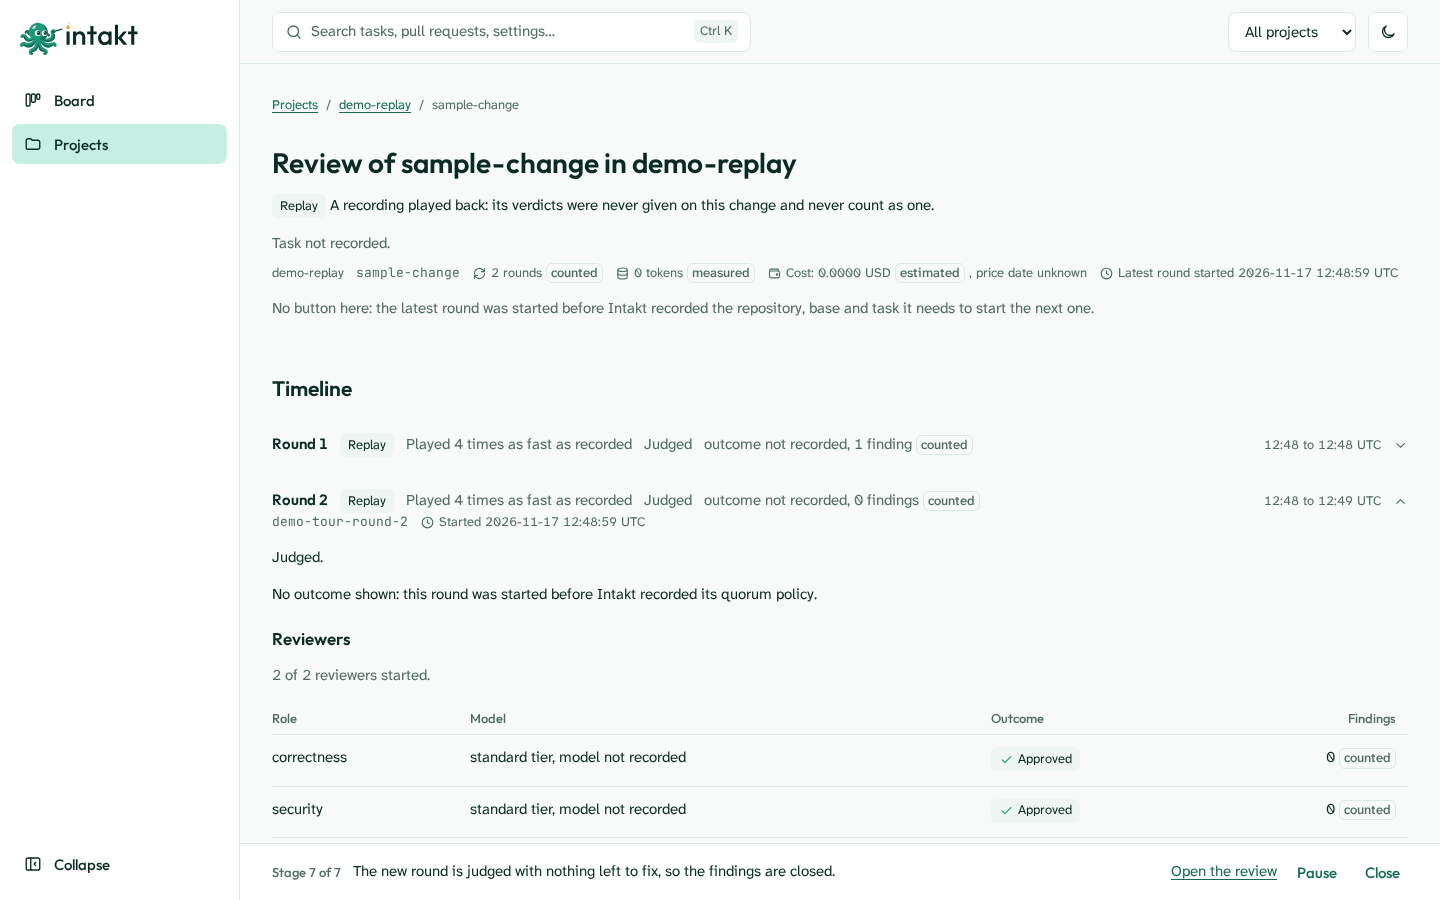 intakt
Search tasks, pull requests, settings...
Ctrl K
All projects
Board
Projects
Projects / demo-replay / sample-change
Review of sample-change in demo-replay
Replay A recording played back: its verdicts were never given on this change and never count as one.
Task not recorded.
demo-replay sample-change 2 rounds counted 0 tokens measured Cost: 0.0000 USD estimated , price date unknown Latest round started 2026-11-17 12:48:59 UTC
No button here: the latest round was started before Intakt recorded the repository, base and task it needs to start the next one.
Timeline
Round 1 Replay Played 4 times as fast as recorded Judged outcome not recorded, 1 finding counted 12:48 to 12:48 UTC
Round 2 Replay Played 4 times as fast as recorded Judged outcome not recorded, 0 findings counted 12:48 to 12:49 UTC
demo-tour-round-2 Started 2026-11-17 12:48:59 UTC
Judged.
No outcome shown: this round was started before Intakt recorded its quorum policy.
Reviewers
2 of 2 reviewers started.
Role Model Outcome Findings
correctness standard tier, model not recorded Approved 0 counted
security standard tier, model not recorded Approved 0 counted
Collapse
Stage 7 of 7 The new round is judged with nothing left to fix, so the findings are closed. Open the review Pause Close